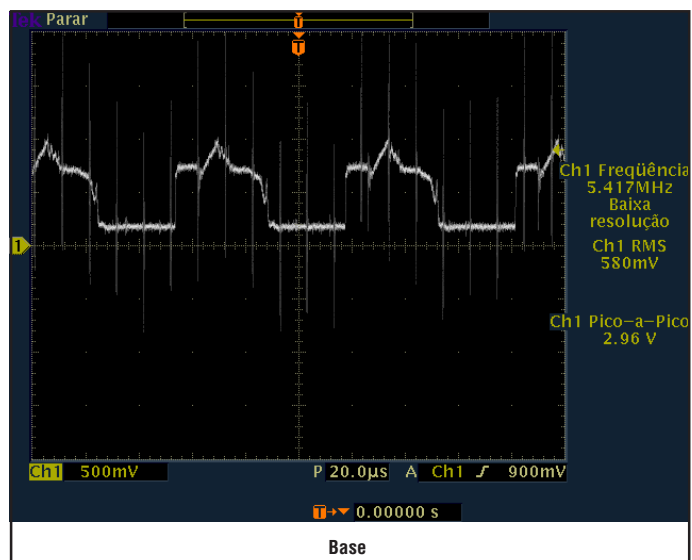 Tek Parar
T
T
Ch1 Freqüência
5.417MHz
Baixa
resolução
Ch1 RMS
580mV
1
Ch1 Pico-a-Pico
2.96 V
Ch1 500mV P 20.0µs A Ch1 900mV
T 0.00000 s
Base